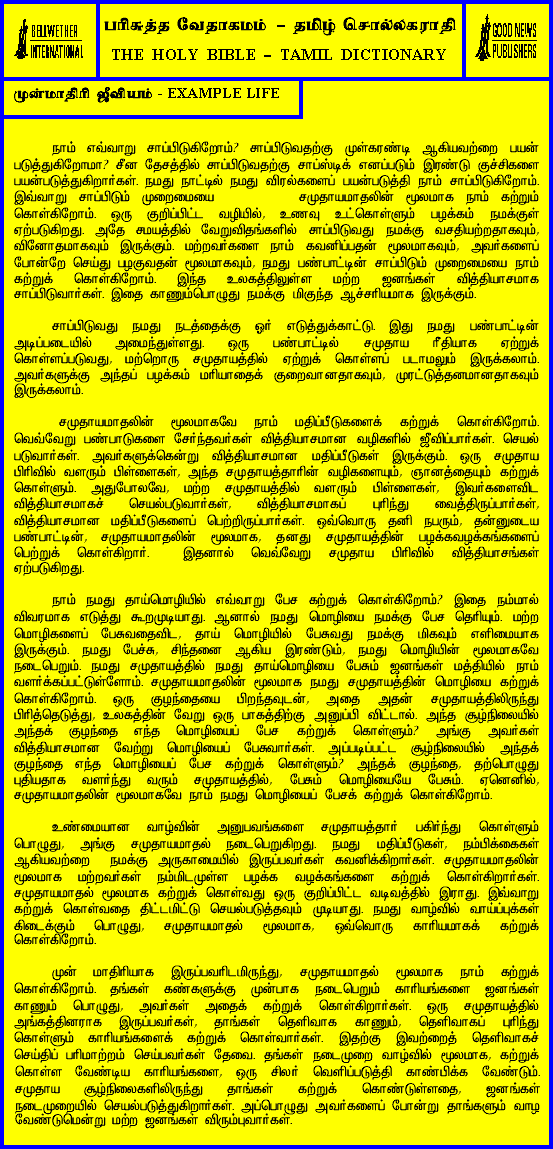 BELLWETHER
INTERNATIONAL
பரிசுத்த வேதாகமம் – தமிழ் சொல்லகராதி
THE HOLY BIBLE – TAMIL DICTIONARY
GOOD NEWS
PUBLISHERS
முன்மாதிரி ஜீவியம் - EXAMPLE LIFE
நாம் எவ்வாறு சாப்பிடுகிறோம்? சாப்பிடுவதற்கு முள்கரண்டி ஆகியவற்றை பயன்
படுத்துகிறோமா? சீன தேசத்தில் சாப்பிடுவதற்கு சாப்ஸ்டிக் எனப்படும் இரண்டு குச்சிகளை
பயன்படுத்துகிறார்கள். நமது நாட்டில் நமது விரல்களைப் பயன்படுத்தி நாம் சாப்பிடுகிறோம்.
இவ்வாறு சாப்பிடும் முறைமையை சமுதாயமாதலின் மூலமாக நாம் கற்றும்
கொள்கிறோம். ஒரு குறிப்பிட்ட வழியில், உணவு உட்கொள்ளும் பழக்கம் நமக்குள்
ஏற்படுகிறது. அதே சமயத்தில் வேறுவிதங்களில் சாப்பிடுவது நமக்கு வசதியற்றதாகவும்,
வினோதமாகவும் இருக்கும். மற்றவர்களை நாம் கவனிப்பதன் மூலமாகவும், அவர்களைப்
போன்றே செய்து பழகுவதன் மூலமாகவும், நமது பண்பாட்டின் சாப்பிடும் முறைமையை நாம்
கற்றுக் கொள்கிறோம். இந்த உலகத்திலுள்ள மற்ற ஜனங்கள் வித்தியாசமாக
சாப்பிடுவார்கள். இதை காணும்பொழுது நமக்கு மிகுந்த ஆச்சரியமாக இருக்கும்.
சாப்பிடுவது நமது நடத்தைக்கு ஓர் எடுத்துக்காட்டு. இது நமது பண்பாட்டின்
அடிப்படையில் அமைந்துள்ளது. ஒரு பண்பாட்டில் சமுதாய ரீதியாக ஏற்றுக்
கொள்ளப்படுவது, மற்றொரு சமுதாயத்தில் ஏற்றுக் கொள்ளப் படாமலும் இருக்கலாம்.
அவர்களுக்கு அந்தப் பழக்கம் மரியாதைக் குறைவானதாகவும், முரட்டுத்தனமானதாகவும்
இருக்கலாம்.
சமுதாயமாதலின் மூலமாகவே நாம் மதிப்பீடுகளைக் கற்றுக் கொள்கிறோம்.
வெவ்வேறு பண்பாடுகளை சேர்ந்தவர்கள் வித்தியாசமான வழிகளில் ஜீவிப்பார்கள். செயல்
படுவார்கள். அவர்களுக்கென்று வித்தியாசமான மதிப்பீடுகள் இருக்கும். ஒரு சமுதாய
பிரிவில் வளரும் பிள்ளைகள், அந்த சமுதாயத்தாரின் வழிகளையும், ஞானத்தையும் கற்றுக்
கொள்ளும். அதுபோலவே, மற்ற சமுதாயத்தில் வளரும் பிள்ளைகள், இவர்களைவிட
வித்தியாசமாகச் செயல்படுவார்கள், வித்தியாசமாகப் புரிந்து வைத்திருப்பார்கள்,
வித்தியாசமான மதிப்பீடுகளைப் பெற்றிருப்பார்கள். ஒவ்வொரு தனி நபரும், தன்னுடைய
பண்பாட்டின், சமுதாயமாதலின் மூலமாக, தனது சமுதாயத்தின் பழக்கவழக்கங்களைப்
பெற்றுக் கொள்கிறார். இதனால் வெவ்வேறு சமுதாய பிரிவில் வித்தியாசங்கள்
ஏற்படுகிறது.
நாம் நமது தாய்மொழியில் எவ்வாறு பேச கற்றுக் கொள்கிறோம்? இதை நம்மால்
விவரமாக எடுத்து கூறமுடியாது. ஆனால் நமது மொழியை நமக்கு பேச தெரியும். மற்ற
மொழிகளைப் பேசுவதைவிட, தாய் மொழியில் பேசுவது நமக்கு மிகவும் எளிமையாக
இருக்கும். நமது பேச்சு, சிந்தனை ஆகிய இரண்டும், நமது மொழியின் மூலமாகவே
நடைபெறும். நமது சமுதாயத்தில் நமது தாய்மொழியை பேசும் ஜனங்கள் மத்தியில் நாம்
வளர்க்கப்பட்டுள்ளோம். சமுதாயமாதலின் மூலமாக நமது சமுதாயத்தின் மொழியை கற்றுக்
கொள்கிறோம். ஒரு குழந்தையை பிறந்தவுடன், அதை அதன் சமுதாயத்திலிருந்து
பிரித்தெடுத்து, உலகத்தின் வேறு ஒரு பாகத்திற்கு அனுப்பி விட்டால். அந்த சூழ்நிலையில்
அந்தக் குழந்தை எந்த மொழியைப் பேச கற்றுக் கொள்ளும்? அங்கு அவர்கள்
வித்தியாசமான வேற்று மொழியைப் பேசுவார்கள். அப்படிப்பட்ட சூழ்நிலையில் அந்தக்
குழந்தை எந்த மொழியைப் பேச கற்றுக் கொள்ளும்? அந்தக் குழந்தை, தற்பொழுது
புதியதாக வளர்ந்து வரும் சமுதாயத்தில், பேசும் மொழியையே பேசும். ஏனெனில்,
சமுதாயமாதலின் மூலமாகவே நாம் நமது மொழியைப் பேசக் கற்றுக் கொள்கிறோம்.
உண்மையான வாழ்வின் அனுபவங்களை சமுதாயத்தார் பகிர்ந்து கொள்ளும்
பொழுது, அங்கு சமுதாயமாதல் நடைபெறுகிறது. நமது மதிப்பீடுகள், நம்பிக்கைகள்
ஆகியவற்றை நமக்கு அருகாமையில் இருப்பவர்கள் கவனிக்கிறார்கள். சமுதாயமாதலின்
மூலமாக மற்றவர்கள் நம்மிடமுள்ள பழக்க வழக்கங்களை கற்றுக் கொள்கிறார்கள்.
சமுதாயமாதல் மூலமாக கற்றுக் கொள்வது ஒரு குறிப்பிட்ட வடிவத்தில் இராது. இவ்வாறு
கற்றுக் கொள்வதை திட்டமிட்டு செயல்படுத்தவும் முடியாது. நமது வாழ்வில் வாய்ப்புக்கள்
கிடைக்கும் பொழுது, சமுதாயமாதல் மூலமாக, ஒவ்வொரு காரியமாகக் கற்றுக்
கொள்கிறோம்.
முன் மாதிரியாக இருப்பவரிடமிருந்து, சமுதாயமாதல் மூலமாக நாம் கற்றுக்
கொள்கிறோம். தங்கள் கண்களுக்கு முன்பாக நடைபெறும் காரியங்களை ஜனங்கள்
காணும் பொழுது, அவர்கள் அதைக் கற்றுக் கொள்கிறார்கள். ஒரு சமுதாயத்தில்
அங்கத்தினராக இருப்பவர்கள், தாங்கள் தெளிவாக காணும், தெளிவாகப் புரிந்து
கொள்ளும் காரியங்களைக் கற்றுக் கொள்வார்கள். இதற்கு இவற்றைத் தெளிவாகச்
செய்திப் பரிமாற்றம் செய்பவர்கள் தேவை. தங்கள் நடைமுறை வாழ்வில் மூலமாக, கற்றுக்
கொள்ள வேண்டிய காரியங்களை, ஒரு சிலர் வெளிப்படுத்தி காண்பிக்க வேண்டும்.
சமுதாய சூழ்நிலைகளிலிருந்து தாங்கள் கற்றுக் கொண்டுள்ளதை, ஜனங்கள்
நடைமுறையில் செயல்படுத்துகிறார்கள். அப்பொழுது அவர்களைப் போன்று தாங்களும் வாழ
வேண்டுமென்று மற்ற ஜனங்கள் விரும்புவார்கள்.